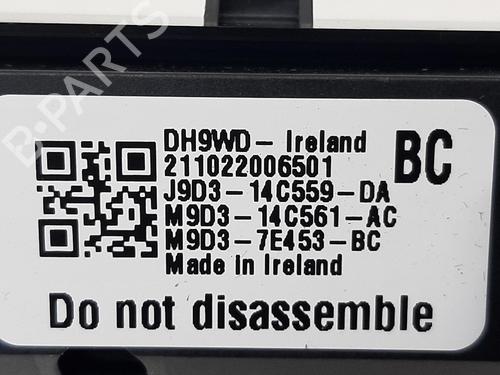 DH9WD- Ireland
BC
211022006501
J9D3-14C559-DA
M9D3-14C561-AC
M9D3-7E453-BC
Made in Ireland
Do not disassemble
B-PARTS